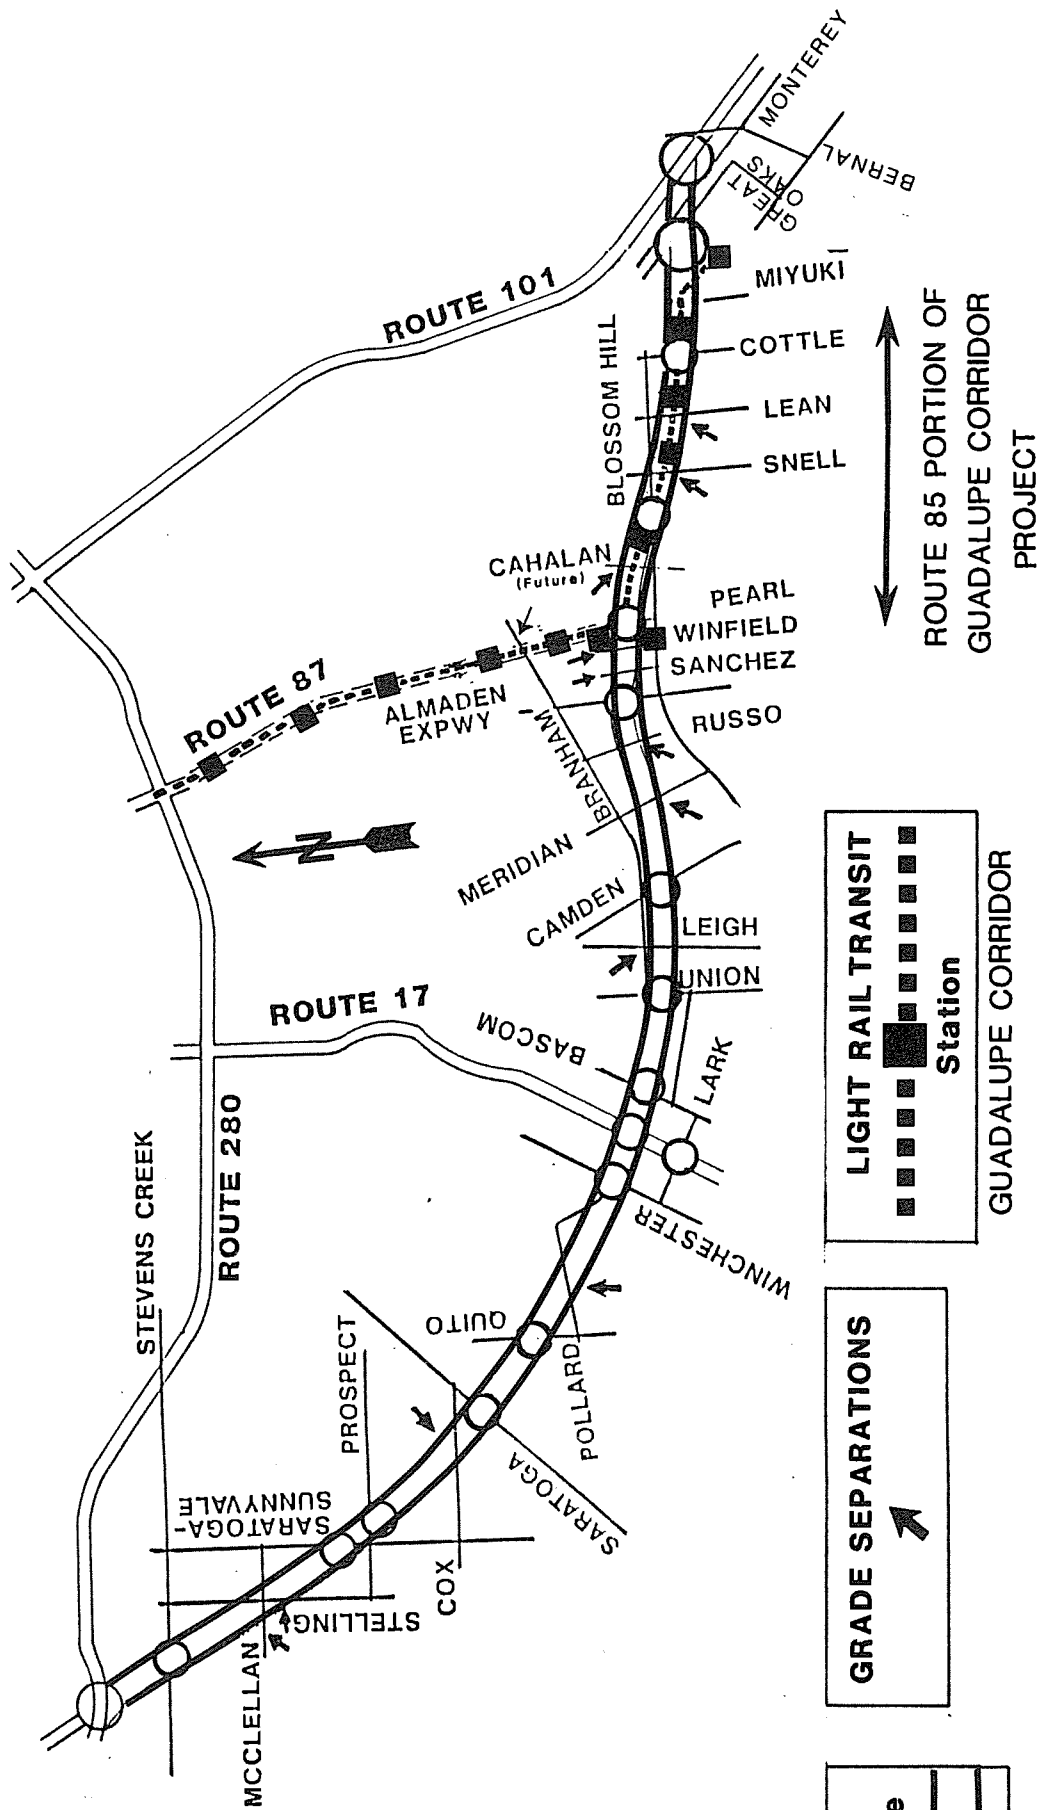 STEVENS CREEK
ROUTE 280
ROUTE 17
ROUTE 87
ROUTE 101
N
MCCLELLAN
STELLING
SARATOGA-
SUNNYVALE
PROSPECT
COX
SARATOGA
QUITO
POLLARD
WINCHESTER
LARK
BASCOM
UNION
LEIGH
CAMDEN
MERIDIAN
BRANHAM
RUSSO
ALMADEN
EXPWY
SANCHEZ
WINFIELD
PEARL
CAHALAN
(Future)
BLOSSOM HILL
SNELL
LEAN
COTTLE
MIYUKI
GREAT
OAKS
BERNAL
MONTEREY
ROUTE 85 PORTION OF
GUADALUPE CORRIDOR
PROJECT
GRADE SEPARATIONS
LIGHT RAIL TRANSIT
Station
GUADALUPE CORRIDOR